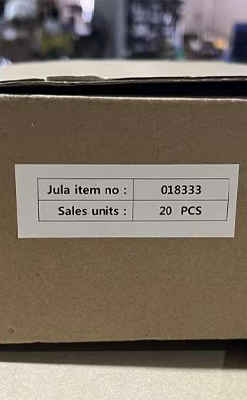 Jula item no : 018333
Sales units : 20 PCS